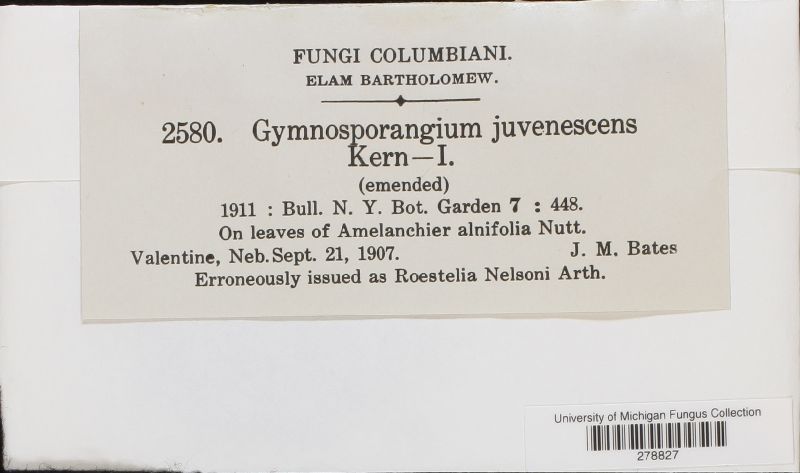 FUNGI COLUMBIANI.
ELAM BARTHOLOMEW.
2580. Gymnosporangium juvenescens
Kern—I.
(emended)
1911 : Bull. N. Y. Bot. Garden 7 : 448.
On leaves of Amelanchier alnifolia Nutt.
Valentine, Neb. Sept. 21, 1907. J. M. Bates
Erroneously issued as Roestelia Nelsoni Arth.
University of Michigan Fungus Collection
278827